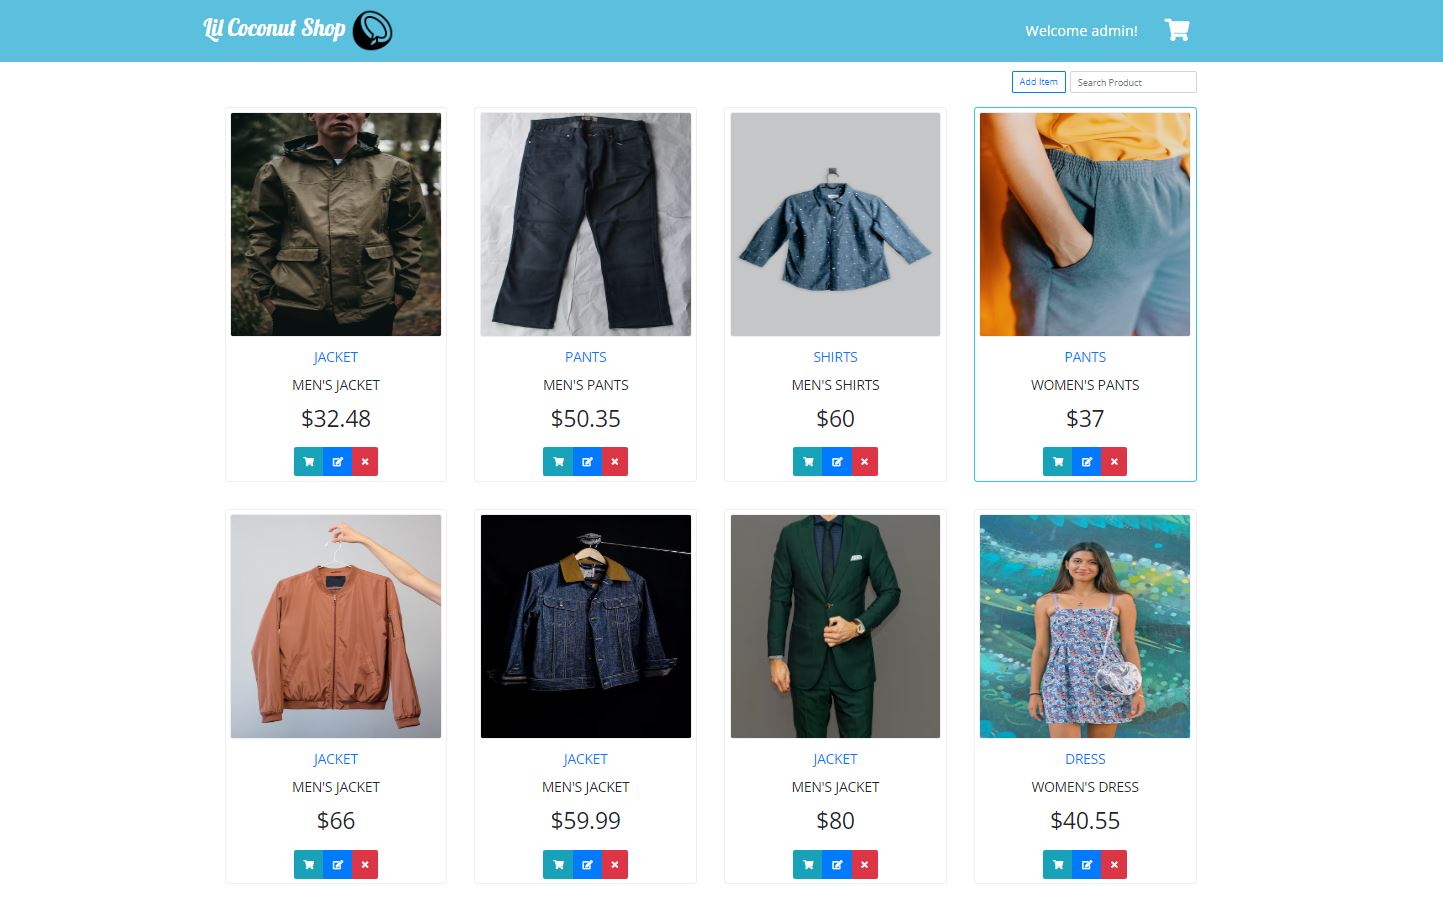 Lil Coconut Shop
Welcome admin!
Add Item
Search Product
JACKET
MEN'S JACKET
$32.48
PANTS
MEN'S PANTS
$50.35
SHIRTS
MEN'S SHIRTS
$60
PANTS
WOMEN'S PANTS
$37
JACKET
MEN'S JACKET
$66
JACKET
MEN'S JACKET
$59.99
JACKET
MEN'S JACKET
$80
DRESS
WOMEN'S DRESS
$40.55